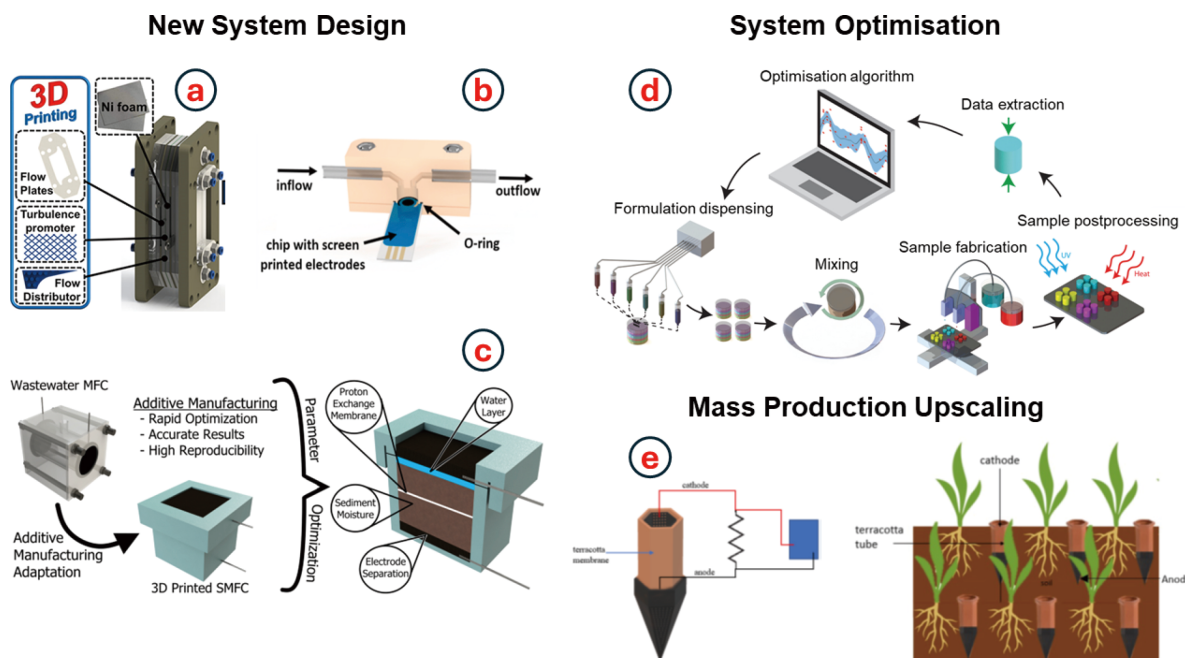 New System Design
System Optimisation
a
3D
Printing
Ni foam
Flow
Plates
Turbulence
promoter
Flow
Distributor
b
inflow
outflow
O-ring
chip with screen
printed electrodes
c
Wastewater MFC
Additive Manufacturing
- Rapid Optimization
- Accurate Results
- High Reproducibility
Additive
Manufacturing
Adaptation
3D Printed SMFC
Parameter
Optimization
Proton
Exchange
Membrane
Water
Layer
Sediment
Moisture
Electrode
Separation
d
Optimisation algorithm
Data extraction
Formulation dispensing
Mixing
Sample fabrication
Sample postprocessing
UV
Heat
Mass Production Upscaling
e
cathode
terracotta
membrane
anode
cathode
terracotta
tube
soil
Anod